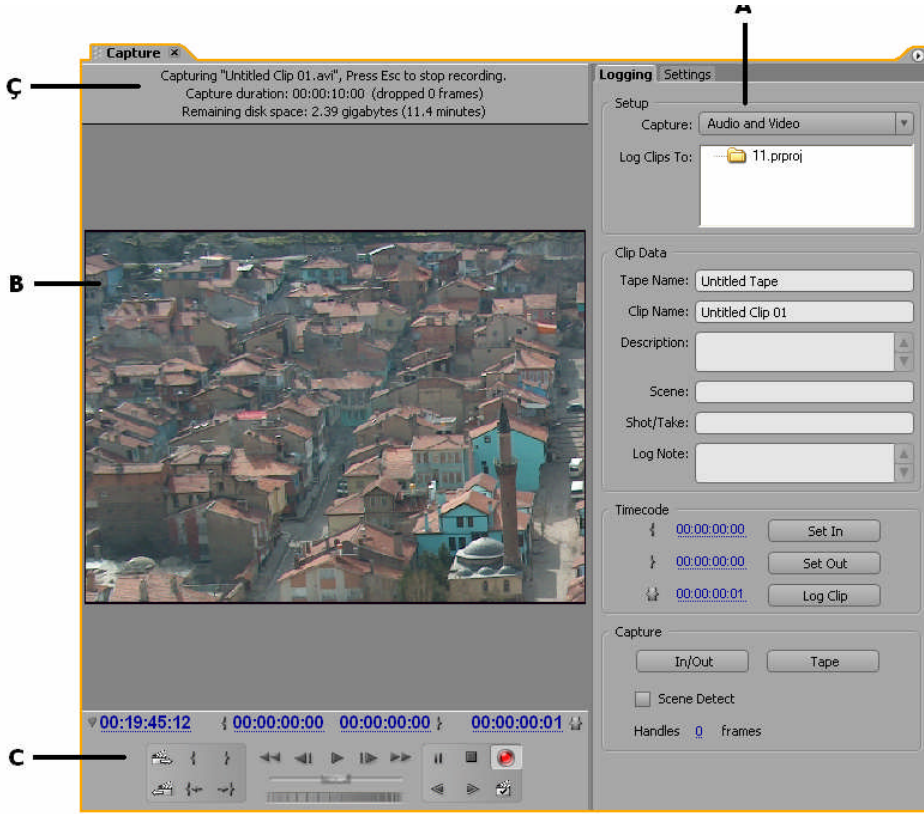 A
Capture
Ç
Capturing "Untitled Clip 01.avi", Press Esc to stop recording.
Capture duration: 00:00:10:00 (dropped 0 frames)
Remaining disk space: 2.39 gigabytes (11.4 minutes)
B
C
00:19:45:12 { 00:00:00:00 00:00:00:00 } 00:00:00:01
Logging Settings
Setup
Capture: Audio and Video
Log Clips To: 11.prproj
Clip Data
Tape Name: Untitled Tape
Clip Name: Untitled Clip 01
Description:
Scene:
Shot/Take:
Log Note:
Timecode
{ 00:00:00:00 Set In
} 00:00:00:00 Set Out
{} 00:00:00:01 Log Clip
Capture
In/Out Tape
Scene Detect
Handles 0 frames